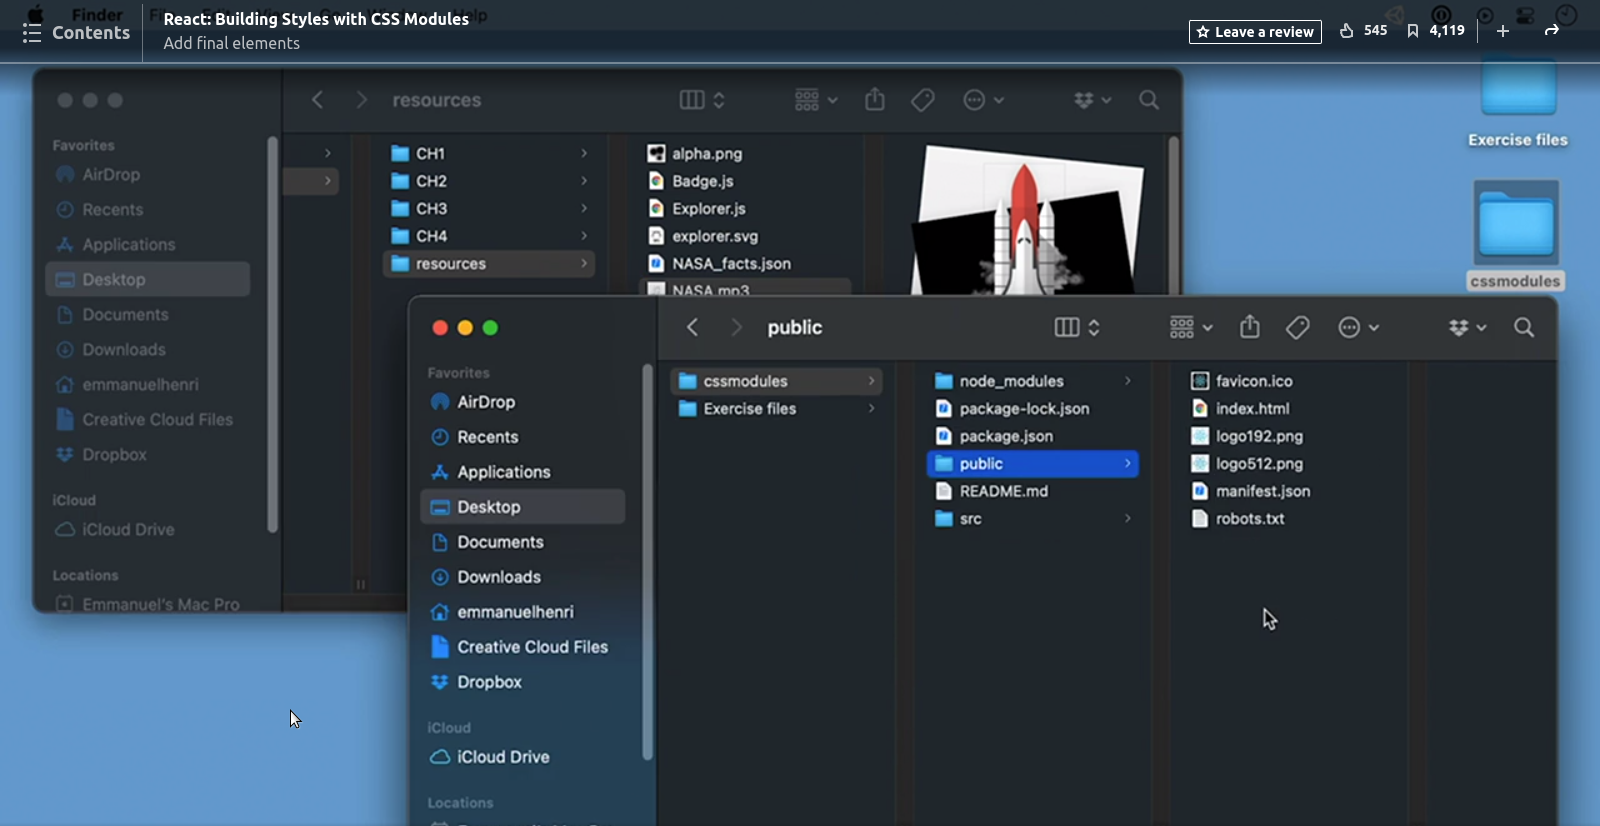 Finder
Help
Contents
React: Building Styles with CSS Modules
Add final elements
Leave a review
545
4,119
resources
Favorites
AirDrop
Recents
Applications
Desktop
Documents
Downloads
emmanuelhenri
Creative Cloud Files
Dropbox
iCloud
iCloud Drive
Locations
Emmanuel's Mac Pro
CH1
CH2
CH3
CH4
resources
alpha.png
Badge.js
Explorer.js
explorer.svg
NASA_facts.json
NASA.mp3
Exercise files
cssmodules
public
Favorites
AirDrop
Recents
Applications
Desktop
Documents
Downloads
emmanuelhenri
Creative Cloud Files
Dropbox
iCloud
iCloud Drive
Locations
cssmodules
Exercise files
node_modules
package-lock.json
package.json
public
README.md
src
favicon.ico
index.html
logo192.png
logo512.png
manifest.json
robots.txt